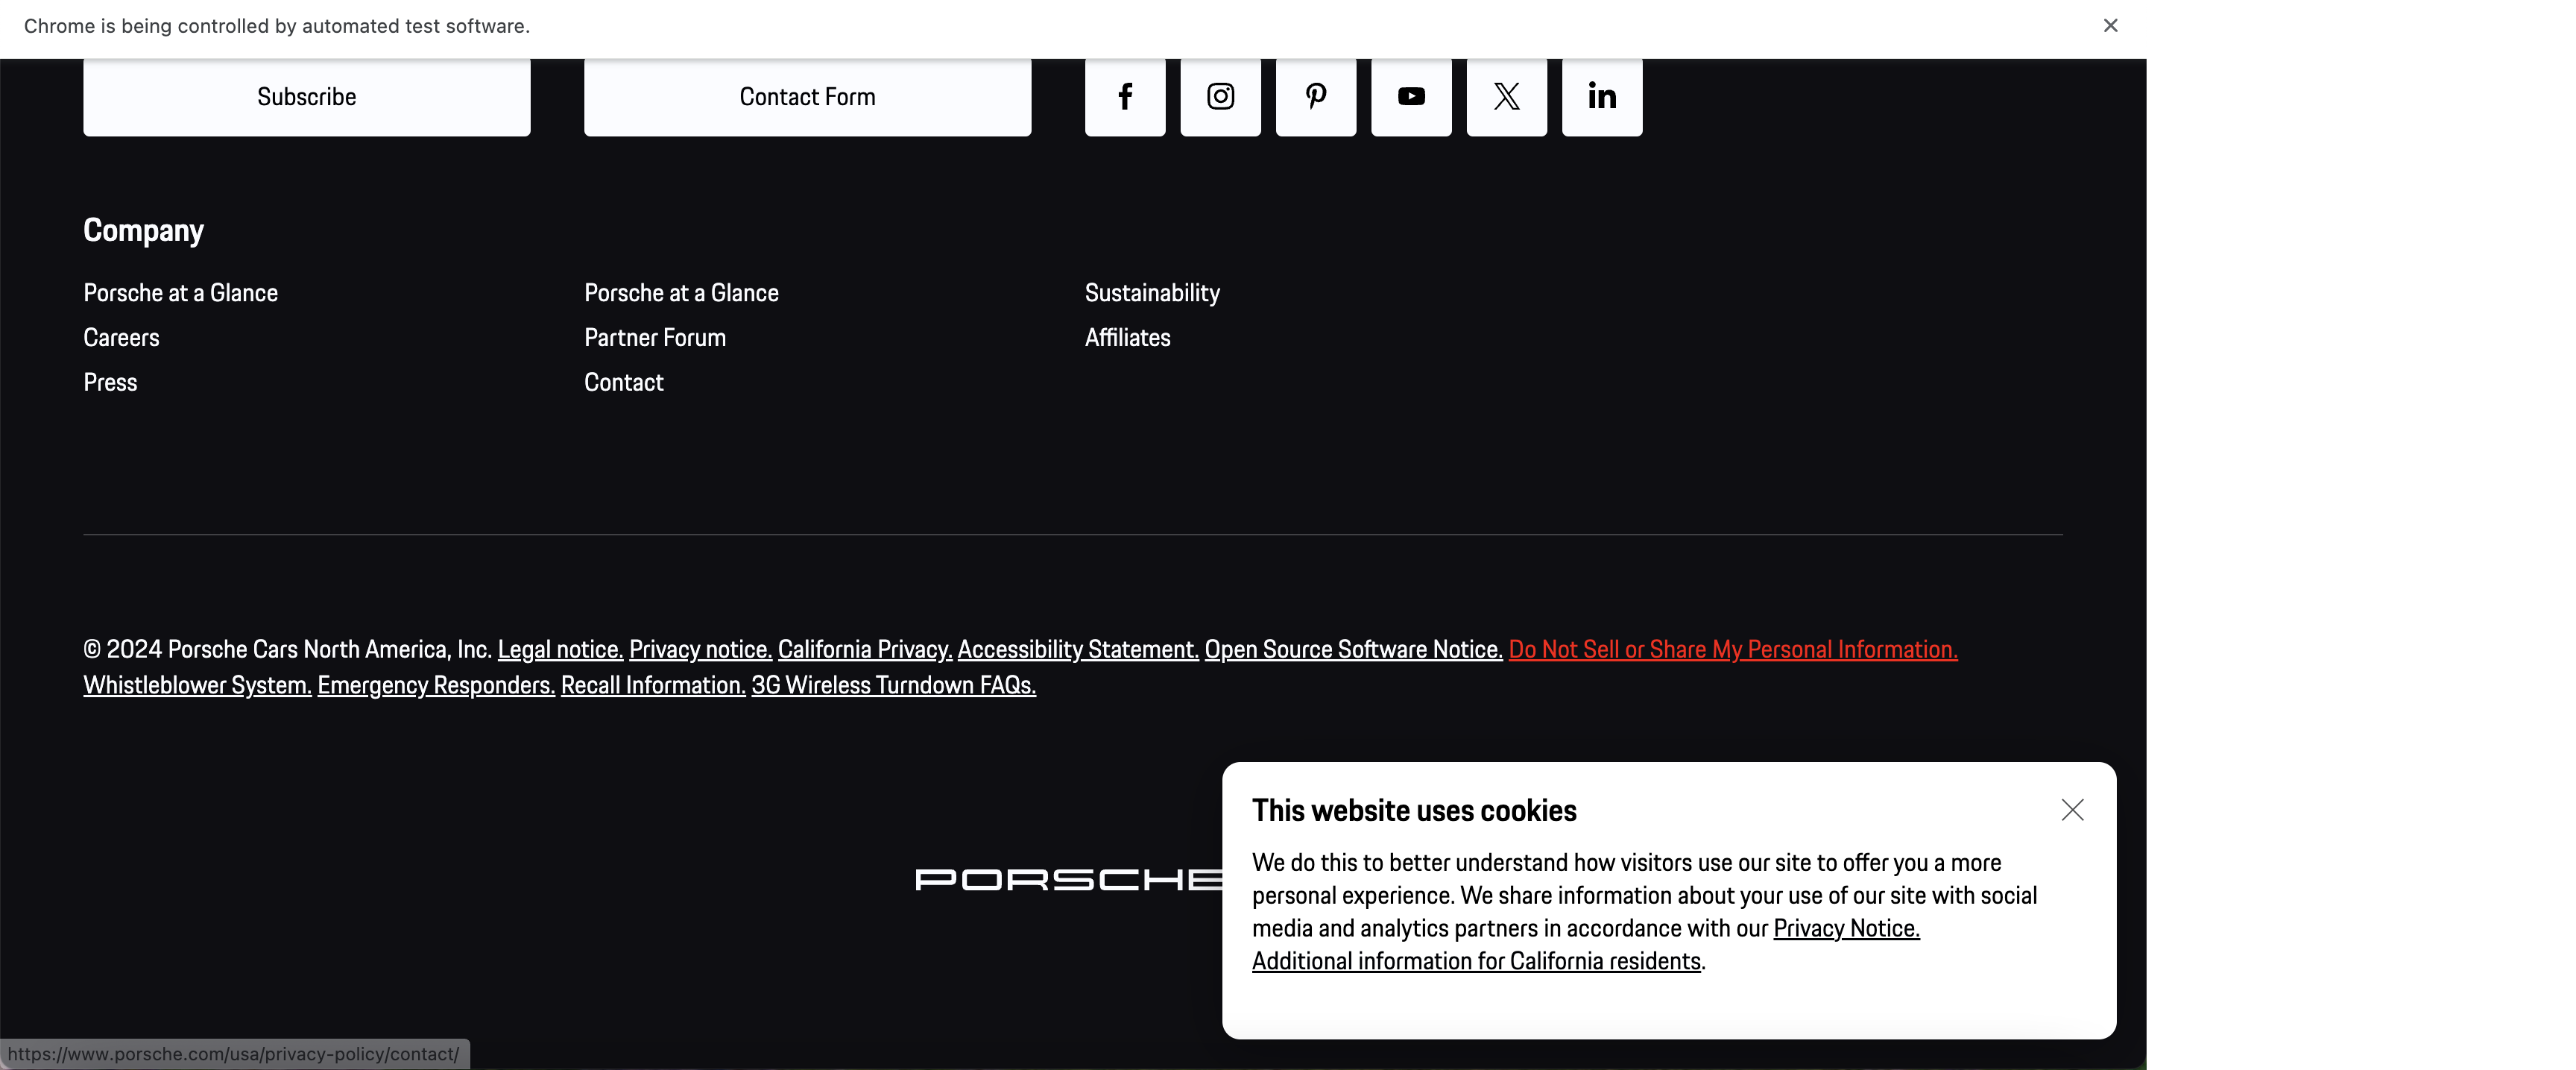 Chrome is being controlled by automated test software.
Subscribe
Contact Form
Company
Porsche at a Glance
Careers
Press
Porsche at a Glance
Partner Forum
Contact
Sustainability
Affiliates
© 2024 Porsche Cars North America, Inc. Legal notice. Privacy notice. California Privacy. Accessibility Statement. Open Source Software Notice. Do Not Sell or Share My Personal Information.
Whistleblower System. Emergency Responders. Recall Information. 3G Wireless Turndown FAQs.
PORSCHE
This website uses cookies
We do this to better understand how visitors use our site to offer you a more
personal experience. We share information about your use of our site with social
media and analytics partners in accordance with our Privacy Notice.
Additional information for California residents.
https://www.porsche.com/usa/privacy-policy/contact/